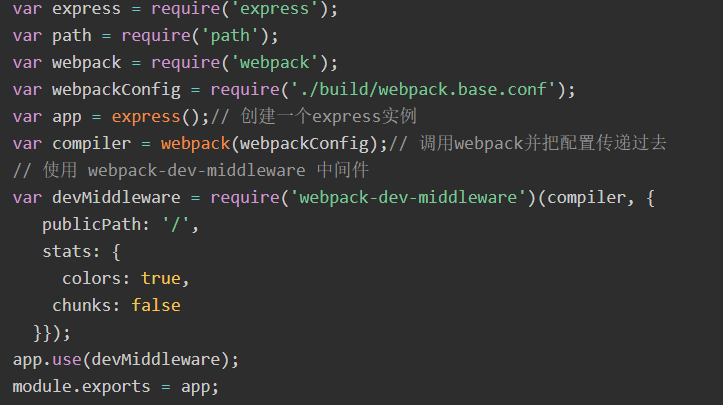 var express = require('express');
var path = require('path');
var webpack = require('webpack');
var webpackConfig = require('./build/webpack.base.conf');
var app = express();// 创建一个express实例
var compiler = webpack(webpackConfig);// 调用webpack并把配置传递过去
// 使用 webpack-dev-middleware 中间件
var devMiddleware = require('webpack-dev-middleware')(compiler, {
   publicPath: '/',
   stats: {
     colors: true,
    chunks: false
  }});
app.use(devMiddleware);
module.exports = app;